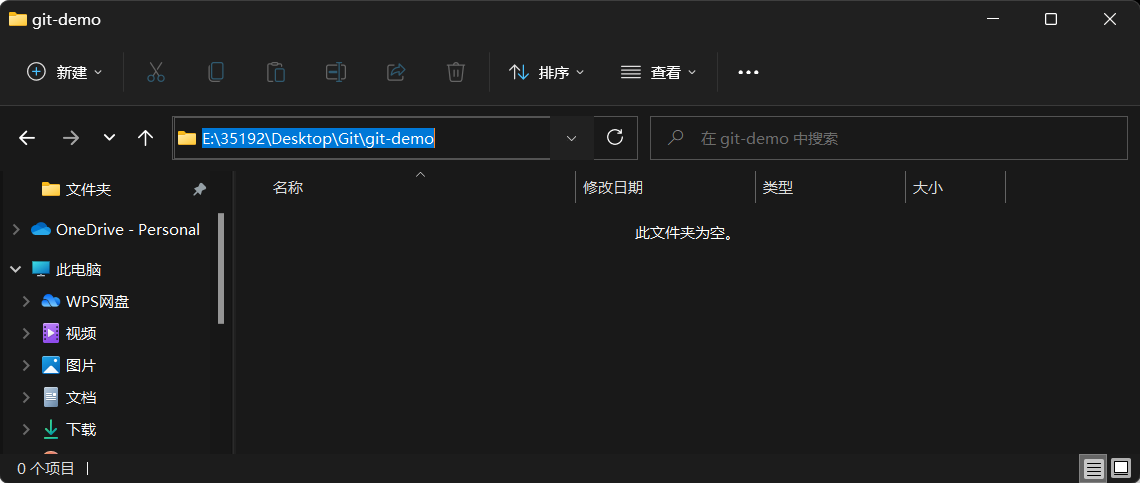 git-demo
新建
排序
查看
E:\35192\Desktop\Git\git-demo
在 git-demo 中搜索
文件夹
OneDrive - Personal
此电脑
WPS网盘
视频
图片
文档
下载
名称
修改日期
类型
大小
此文件夹为空。
0 个项目